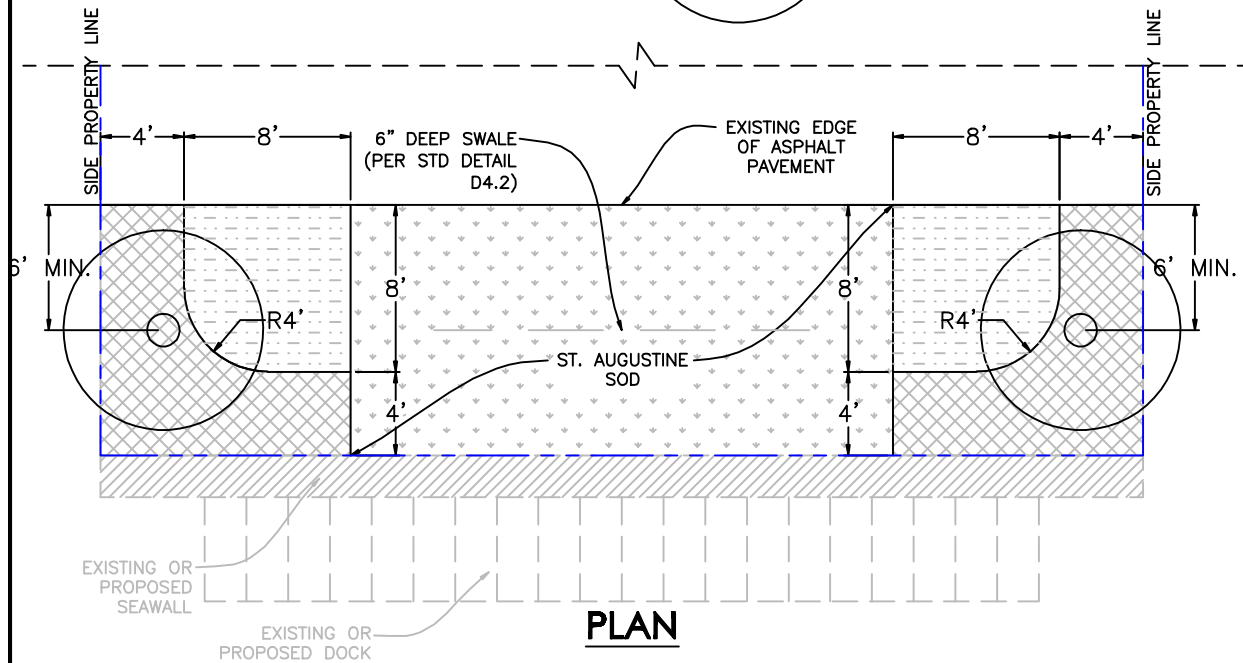 SIDE PROPERTY LINE
SIDE PROPERTY LINE
4'
8'
6" DEEP SWALE
(PER STD DETAIL
D4.2)
EXISTING EDGE
OF ASPHALT
PAVEMENT
8'
4'
6' MIN.
8'
8'
6' MIN.
R4'
R4'
ST. AUGUSTINE
SOD
4'
4'
EXISTING OR
PROPOSED
SEAWALL
EXISTING OR
PROPOSED DOCK
PLAN